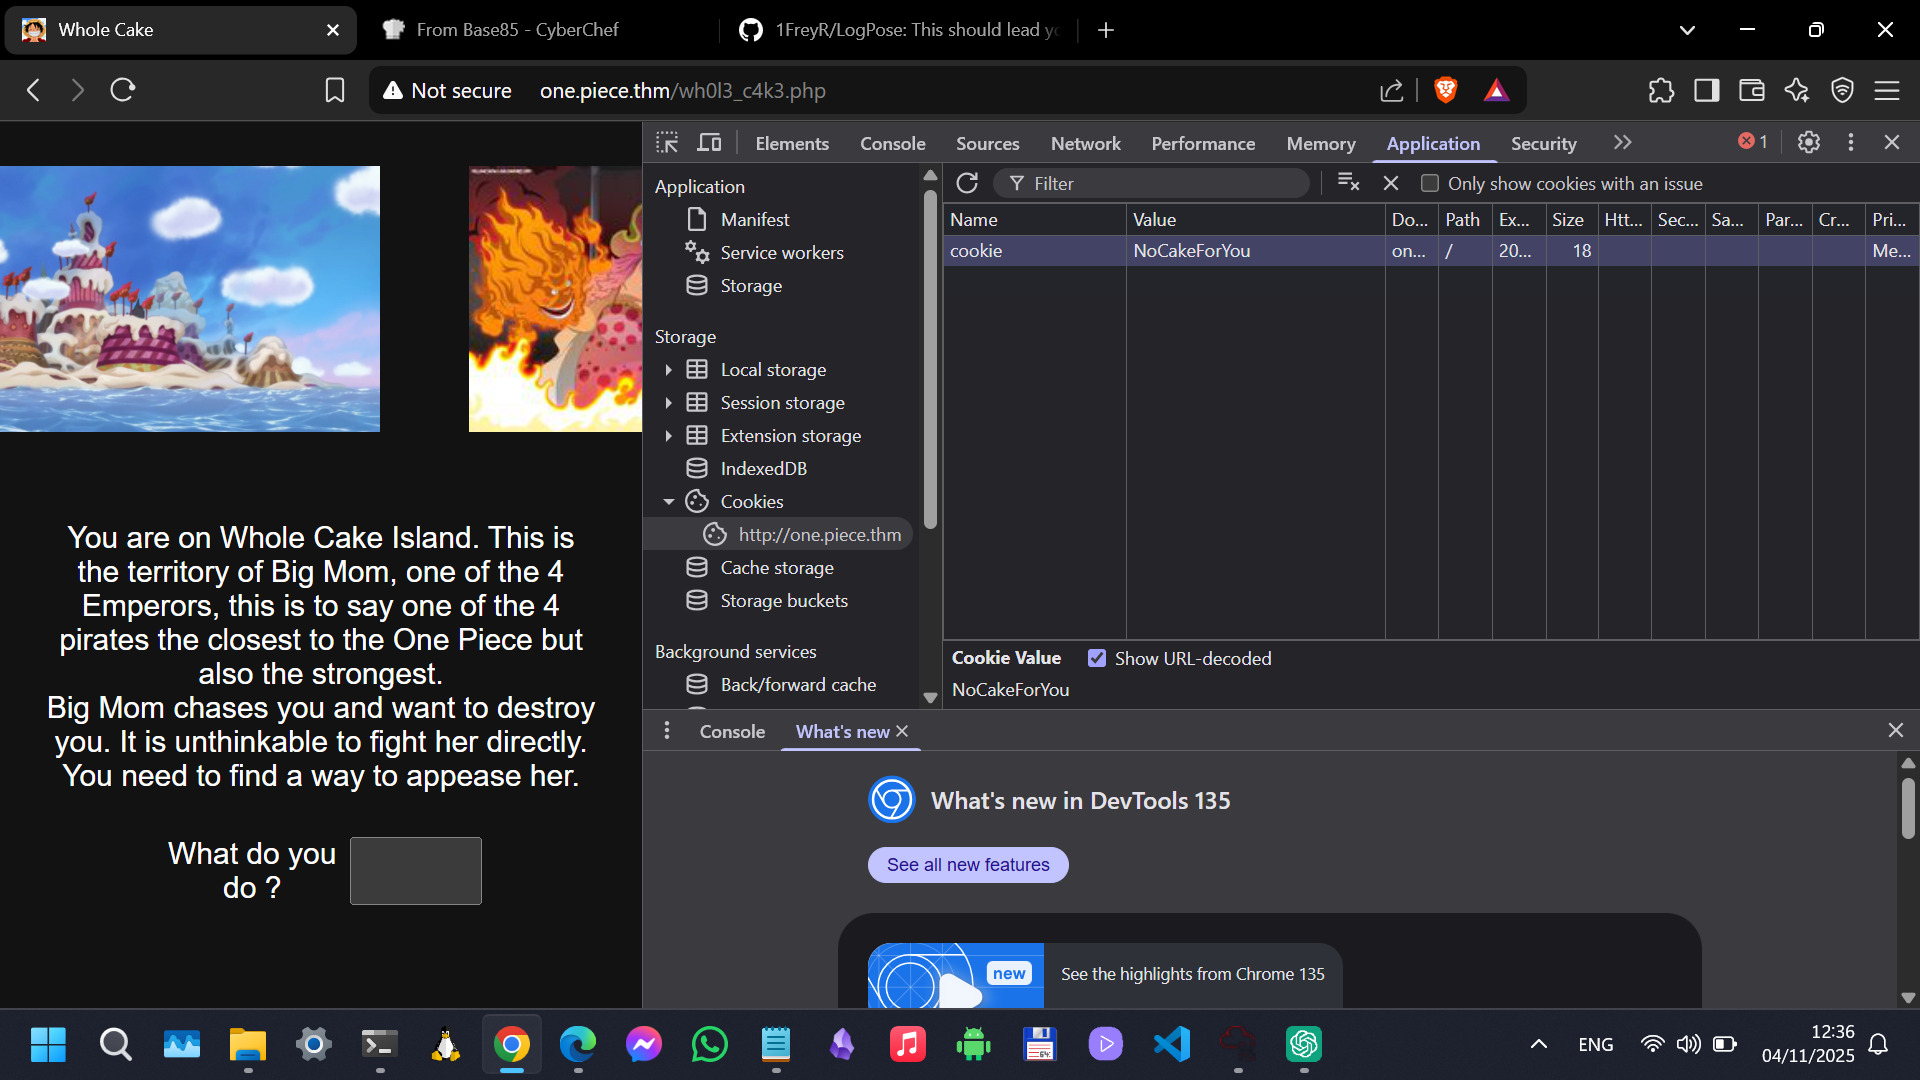 Whole Cake
From Base85 - CyberChef
1FreyR/LogPose: This should lead yo
Not secure
one.piece.thm/wh0l3_c4k3.php
Elements
Console
Sources
Network
Performance
Memory
Application
Security
1
Application
Manifest
Service workers
Storage
Storage
Local storage
Session storage
Extension storage
IndexedDB
Cookies
http://one.piece.thm
Cache storage
Storage buckets
Background services
Back/forward cache
Filter
Only show cookies with an issue
Name Value Do... Path Ex... Size Htt... Sec... Sa... Par... Cr... Pri...
cookie NoCakeForYou on... / 20... 18 Me...
Cookie Value
Show URL-decoded
NoCakeForYou
Console
What's new
What's new in DevTools 135
See all new features
new
See the highlights from Chrome 135
You are on Whole Cake Island. This is
the territory of Big Mom, one of the 4
Emperors, this is to say one of the 4
pirates the closest to the One Piece but
also the strongest.
Big Mom chases you and want to destroy
you. It is unthinkable to fight her directly.
You need to find a way to appease her.
What do you
do ?
64
ENG
12:36
04/11/2025